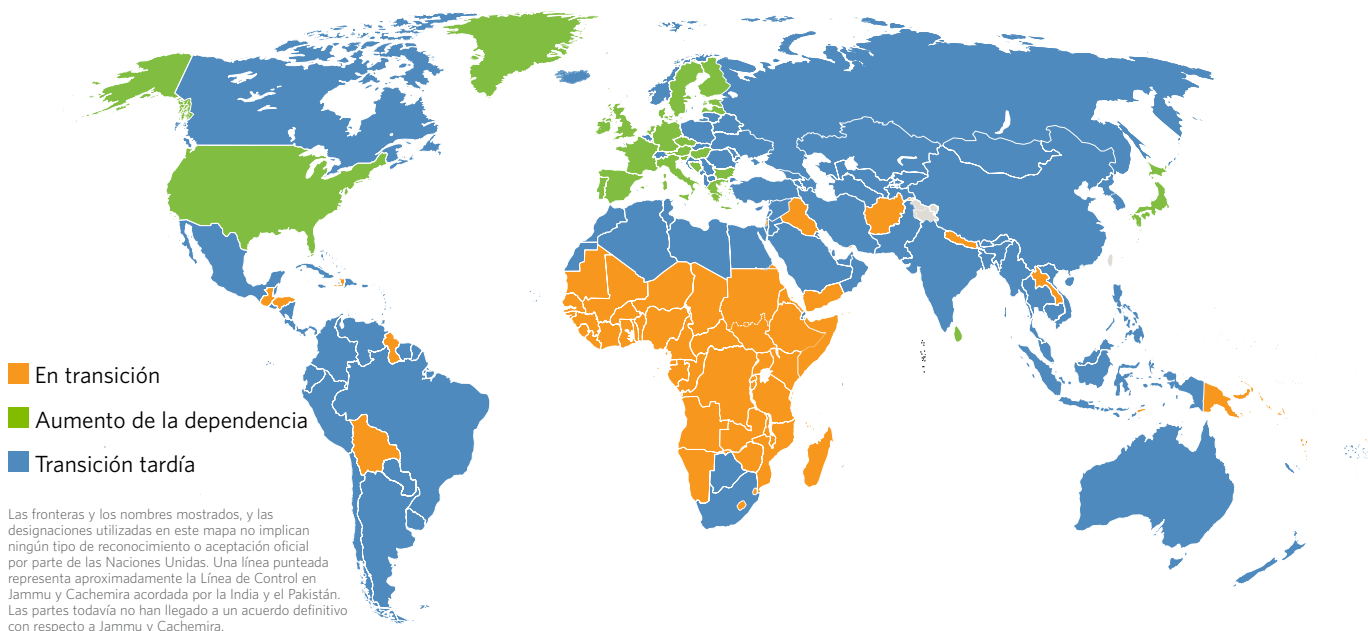 En transición
Aumento de la dependencia
Transición tardía
Las fronteras y los nombres mostrados, y las
designaciones utilizadas en este mapa no implican
ningún tipo de reconocimiento o aceptación oficial
por parte de las Naciones Unidas. Una línea punteada
representa aproximadamente la Línea de Control en
Jammu y Cachemira acordada por la India y el Pakistán.
Las partes todavía no han llegado a un acuerdo definitivo
con respecto a Jammu y Cachemira.